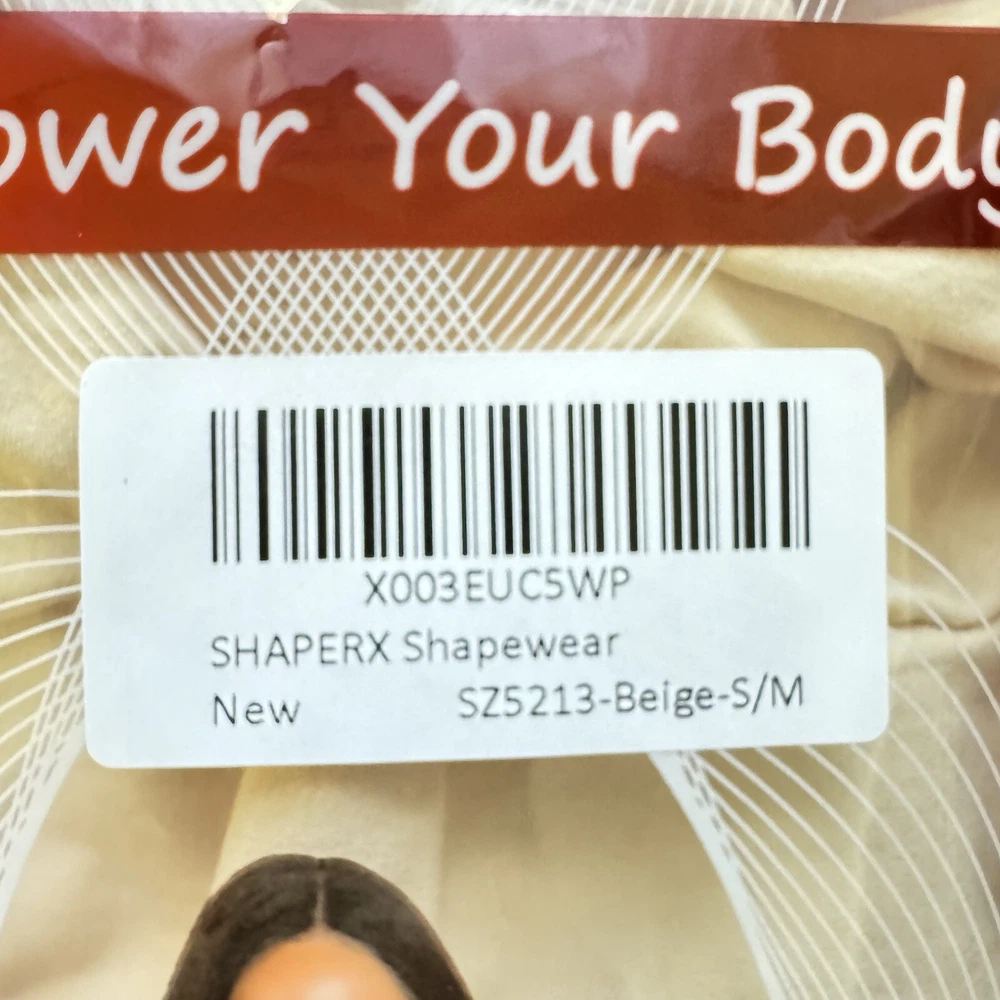 ower Your Body
X003EUC5WP
SHAPERX Shapewear
New SZ5213-Beige-S/M